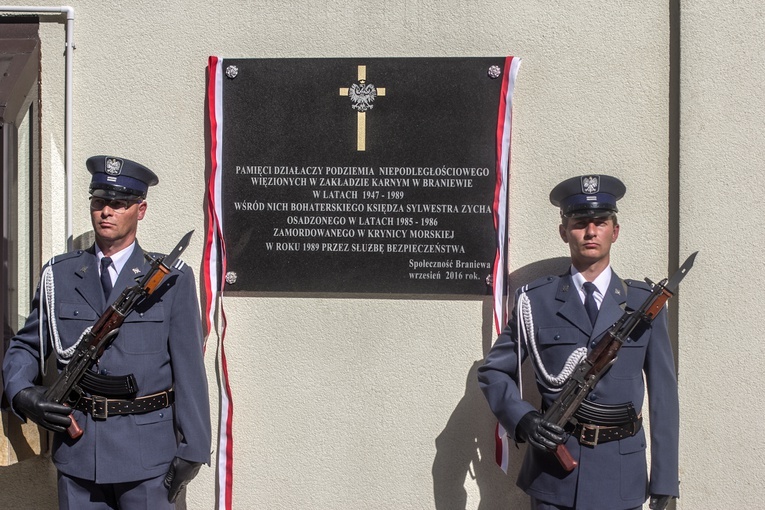 PAMIĘCI DZIAŁACZY PODZIEMIA NIEPODLEGŁOŚCIOWEGO
WIĘZIONYCH W ZAKŁADZIE KARNYM W BRANIEWIE
W LATACH 1947 - 1989
WŚRÓD NICH BOHATERSKIEGO KSIĘDZA SYLWESTRA ZYCHA
OSADZONEGO W LATACH 1985 - 1986
ZAMORDOWANEGO W KRYNICY MORSKIEJ
W ROKU 1989 PRZEZ SŁUŻBĘ BEZPIECZEŃSTWA
Społeczność Braniewa
wrzesień 2016 rok.